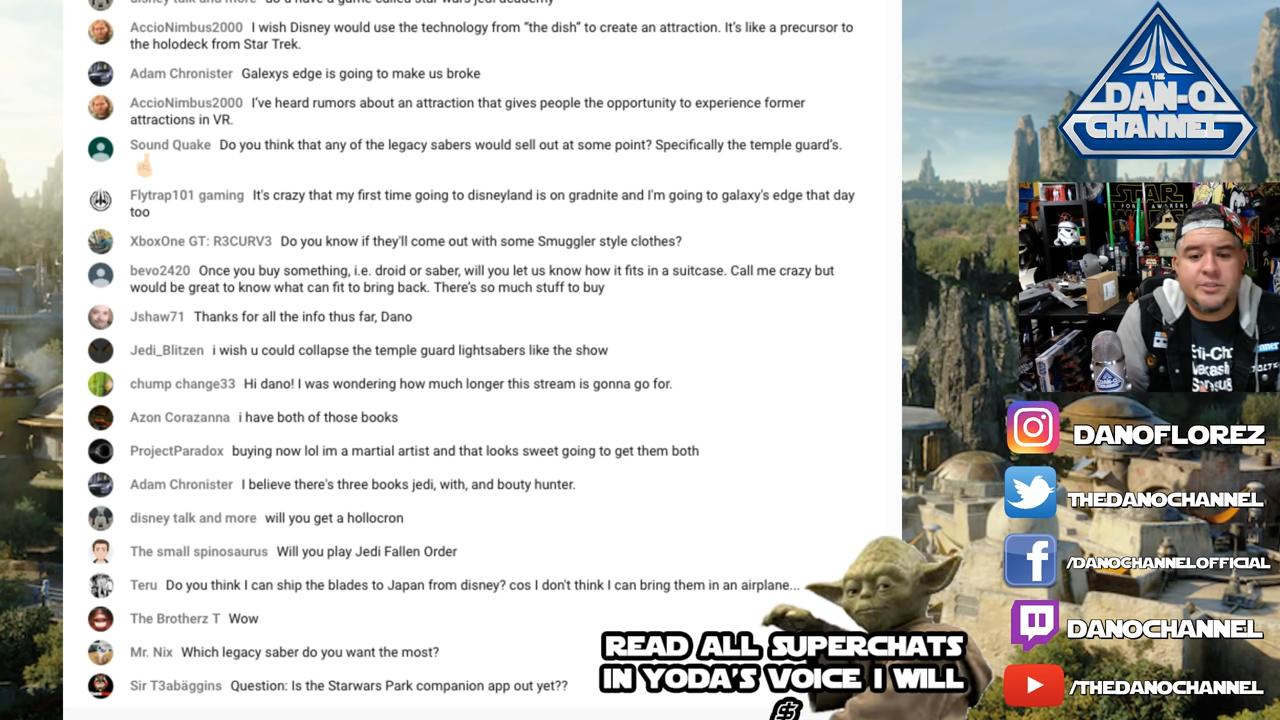 disney talk and more do u have a game called star wars jedi academy
AccioNimbus2000 I wish Disney would use the technology from “the dish” to create an attraction. It’s like a precursor to
the holodeck from Star Trek.
Adam Chronister Galexys edge is going to make us broke
AccioNimbus2000 I’ve heard rumors about an attraction that gives people the opportunity to experience former
attractions in VR.
Sound Quake Do you think that any of the legacy sabers would sell out at some point? Specifically the temple guard’s.
Flytrap101 gaming It's crazy that my first time going to disneyland is on gradnite and I'm going to galaxy's edge that day
too
XboxOne GT: R3CURV3 Do you know if they'll come out with some Smuggler style clothes?
bevo2420 Once you buy something, i.e. droid or saber, will you let us know how it fits in a suitcase. Call me crazy but
would be great to know what can fit to bring back. There’s so much stuff to buy
Jshaw71 Thanks for all the info thus far, Dano
Jedi_Blitzen i wish u could collapse the temple guard lightsabers like the show
chump change33 Hi dano! I was wondering how much longer this stream is gonna go for.
Azon Corazanna i have both of those books
ProjectParadox buying now lol im a martial artist and that looks sweet going to get them both
Adam Chronister I believe there's three books jedi, with, and bouty hunter.
disney talk and more will you get a hollocron
The small spinosaurus Will you play Jedi Fallen Order
Teru Do you think I can ship the blades to Japan from disney? cos I don't think I can bring them in an airplane...
The Brotherz T Wow
Mr. Nix Which legacy saber do you want the most?
Sir T3abäggins Question: Is the Starwars Park companion app out yet??
READ ALL SUPERCHATS
IN YODA'S VOICE I WILL
$
THE
DAN-O
CHANNEL
STAR
DANOFLOREZ
THEDANOCHANNEL
/DANOCHANNELOFFICIAL
DANOCHANNEL
/THEDANOCHANNEL